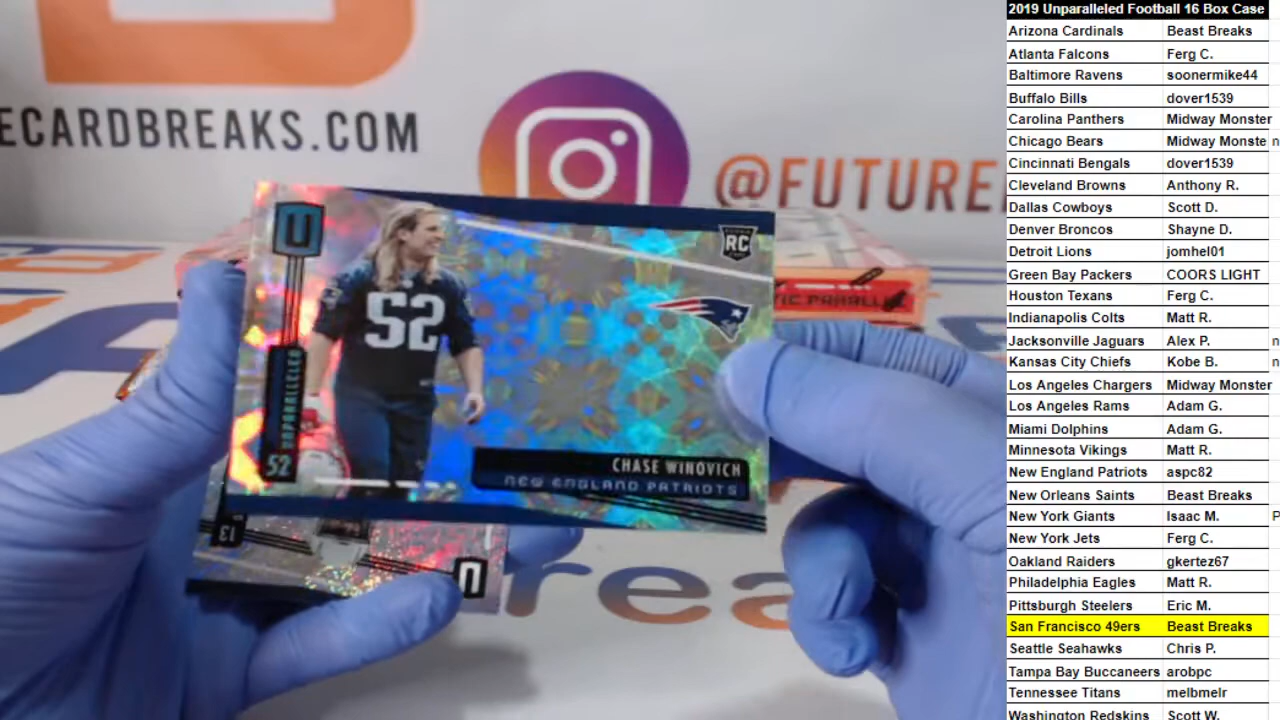 ECARDBREAKS.COM
@FUTURE
U
UNPARALLELED
52
52
RC
CHASE WINOVICH
NEW ENGLAND PATRIOTS
13
U
rea
2019 Unparalleled Football 16 Box Case
Arizona Cardinals Beast Breaks
Atlanta Falcons Ferg C.
Baltimore Ravens soonermike44
Buffalo Bills dover1539
Carolina Panthers Midway Monster
Chicago Bears Midway Monste n
Cincinnati Bengals dover1539
Cleveland Browns Anthony R.
Dallas Cowboys Scott D.
Denver Broncos Shayne D.
Detroit Lions jomhel01
Green Bay Packers COORS LIGHT
Houston Texans Ferg C.
Indianapolis Colts Matt R.
Jacksonville Jaguars Alex P. n
Kansas City Chiefs Kobe B. n
Los Angeles Chargers Midway Monster
Los Angeles Rams Adam G.
Miami Dolphins Adam G.
Minnesota Vikings Matt R.
New England Patriots aspc82
New Orleans Saints Beast Breaks
New York Giants Isaac M. P
New York Jets Ferg C.
Oakland Raiders gkertez67
Philadelphia Eagles Matt R.
Pittsburgh Steelers Eric M.
San Francisco 49ers Beast Breaks
Seattle Seahawks Chris P.
Tampa Bay Buccaneers arobpc
Tennessee Titans melbmelr
Washington Redskins Scott W.